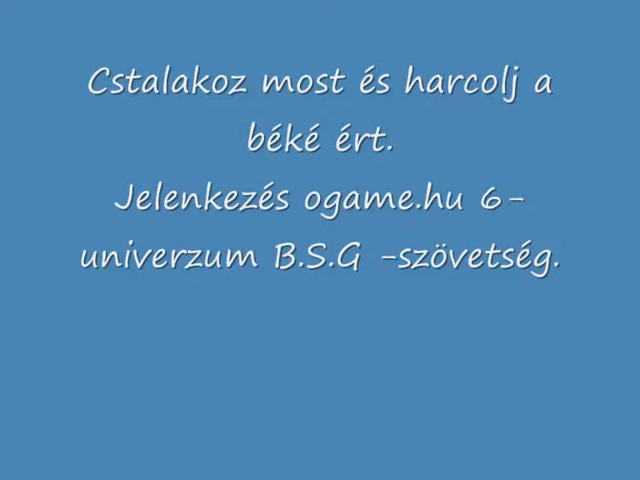 Cstalakoz most és harcolj a
béké ért.
Jelenkezés ogame.hu 6-
univerzum B.S.G -szövetség.